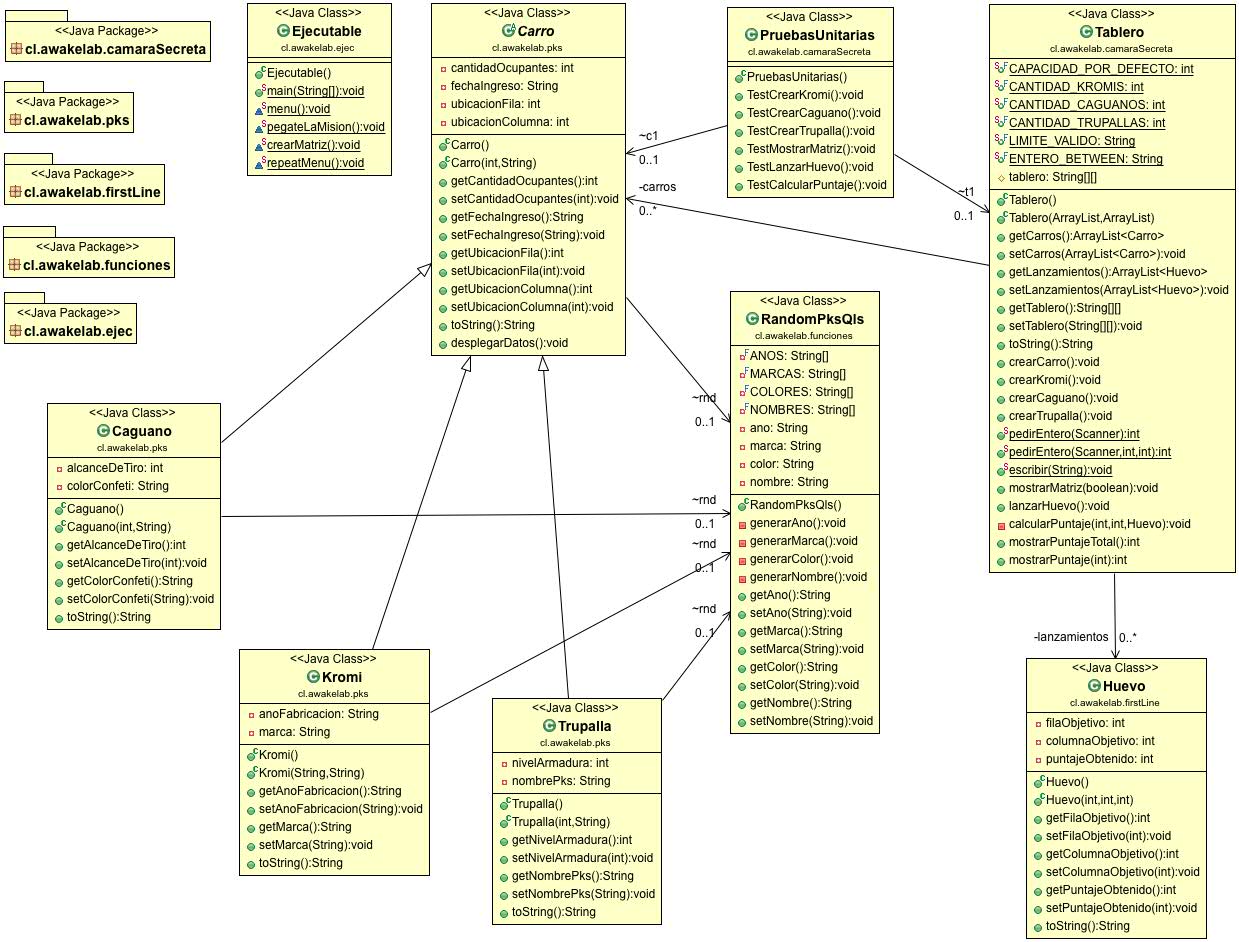 <<Java Package>>
cl.awakelab.camaraSecreta
<<Java Package>>
cl.awakelab.pks
<<Java Package>>
cl.awakelab.firstLine
<<Java Package>>
cl.awakelab.funciones
<<Java Package>>
cl.awakelab.ejec
<<Java Class>>
Ejecutable
cl.awakelab.ejec
Ejecutable()
main(String[]):void
menu():void
pegateLaMision():void
crearMatriz():void
repeatMenu():void
<<Java Class>>
Carro
cl.awakelab.pks
cantidadOcupantes: int
fechaIngreso: String
ubicacionFila: int
ubicacionColumna: int
Carro()
Carro(int,String)
getCantidadOcupantes():int
setCantidadOcupantes(int):void
getFechaIngreso():String
setFechaIngreso(String):void
getUbicacionFila():int
setUbicacionFila(int):void
getUbicacionColumna():int
setUbicacionColumna(int):void
toString():String
desplegarDatos():void
<<Java Class>>
PruebasUnitarias
cl.awakelab.camaraSecreta
PruebasUnitarias()
TestCrearKromi():void
TestCrearCaguano():void
TestCrearTrupalla():void
TestMostrarMatriz():void
TestLanzarHuevo():void
TestCalcularPuntaje():void
<<Java Class>>
Tablero
cl.awakelab.camaraSecreta
CAPACIDAD_POR_DEFECTO: int
CANTIDAD_KROMIS: int
CANTIDAD_CAGUANOS: int
CANTIDAD_TRUPALLAS: int
LIMITE_VALIDO: String
ENTERO_BETWEEN: String
tablero: String[][]
Tablero()
Tablero(ArrayList,ArrayList)
getCarros():ArrayList<Carro>
setCarros(ArrayList<Carro>):void
getLanzamientos():ArrayList<Huevo>
setLanzamientos(ArrayList<Huevo>):void
getTablero():String[][]
setTablero(String[][]):void
toString():String
crearCarro():void
crearKromi():void
crearCaguano():void
crearTrupalla():void
pedirEntero(Scanner):int
pedirEntero(Scanner,int,int):int
escribir(String):void
mostrarMatriz(boolean):void
lanzarHuevo():void
calcularPuntaje(int,int,Huevo):void
mostrarPuntajeTotal():int
mostrarPuntaje(int):int
~c1
0..1
-carros
0..*
~t1
0..1
<<Java Class>>
RandomPksQls
cl.awakelab.funciones
ANOS: String[]
MARCAS: String[]
COLORES: String[]
NOMBRES: String[]
ano: String
marca: String
color: String
nombre: String
RandomPksQls()
generarAno():void
generarMarca():void
generarColor():void
generarNombre():void
getAno():String
setAno(String):void
getMarca():String
setMarca(String):void
getColor():String
setColor(String):void
getNombre():String
setNombre(String):void
~rnd
0..1
~rnd
0..1
~rnd
0..1
~rnd
0..1
<<Java Class>>
Caguano
cl.awakelab.pks
alcanceDeTiro: int
colorConfeti: String
Caguano()
Caguano(int,String)
getAlcanceDeTiro():int
setAlcanceDeTiro(int):void
getColorConfeti():String
setColorConfeti(String):void
toString():String
<<Java Class>>
Kromi
cl.awakelab.pks
anoFabricacion: String
marca: String
Kromi()
Kromi(String,String)
getAnoFabricacion():String
setAnoFabricacion(String):void
getMarca():String
setMarca(String):void
toString():String
<<Java Class>>
Trupalla
cl.awakelab.pks
nivelArmadura: int
nombrePks: String
Trupalla()
Trupalla(int,String)
getNivelArmadura():int
setNivelArmadura(int):void
getNombrePks():String
setNombrePks(String):void
toString():String
-lanzamientos
0..*
<<Java Class>>
Huevo
cl.awakelab.firstLine
filaObjetivo: int
columnaObjetivo: int
puntajeObtenido: int
Huevo()
Huevo(int,int,int)
getFilaObjetivo():int
setFilaObjetivo(int):void
getColumnaObjetivo():int
setColumnaObjetivo(int):void
getPuntajeObtenido():int
setPuntajeObtenido(int):void
toString():String